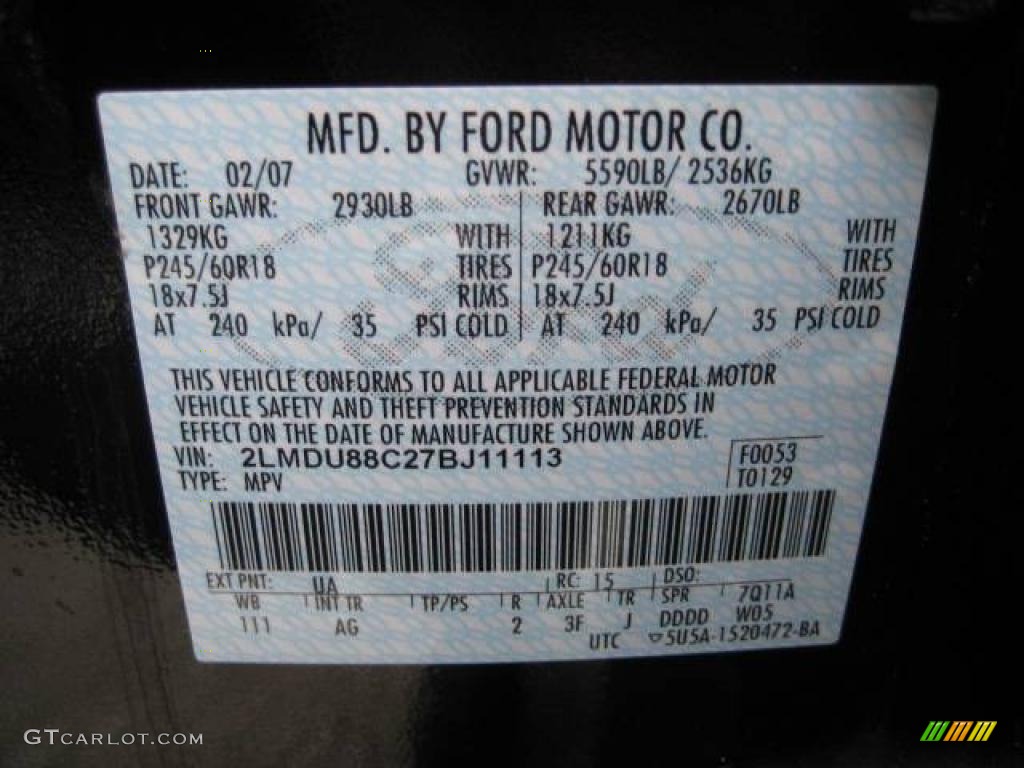 MFD. BY FORD MOTOR CO.
DATE: 02/07 GVWR: 5590LB/ 2536KG
FRONT GAWR: 2930LB REAR GAWR: 2670LB
1329KG WITH 1211KG WITH
P245/60R18 TIRES P245/60R18 TIRES
18x7.5J RIMS 18x7.5J RIMS
AT 240 kPa/ 35 PSI COLD AT 240 kPa/ 35 PSI COLD
THIS VEHICLE CONFORMS TO ALL APPLICABLE FEDERAL MOTOR
VEHICLE SAFETY AND THEFT PREVENTION STANDARDS IN
EFFECT ON THE DATE OF MANUFACTURE SHOWN ABOVE.
VIN: 2LMDU88C27BJ11113 F0053
TYPE: MPV T0129
EXT PNT: UA RC: 15 DSO:
WB INT TR TP/PS R AXLE TR SPR 7Q11A
111 AG 2 3F J DDDD W05
UTC 5U5A-1520472-BA
GTCARLOT.COM